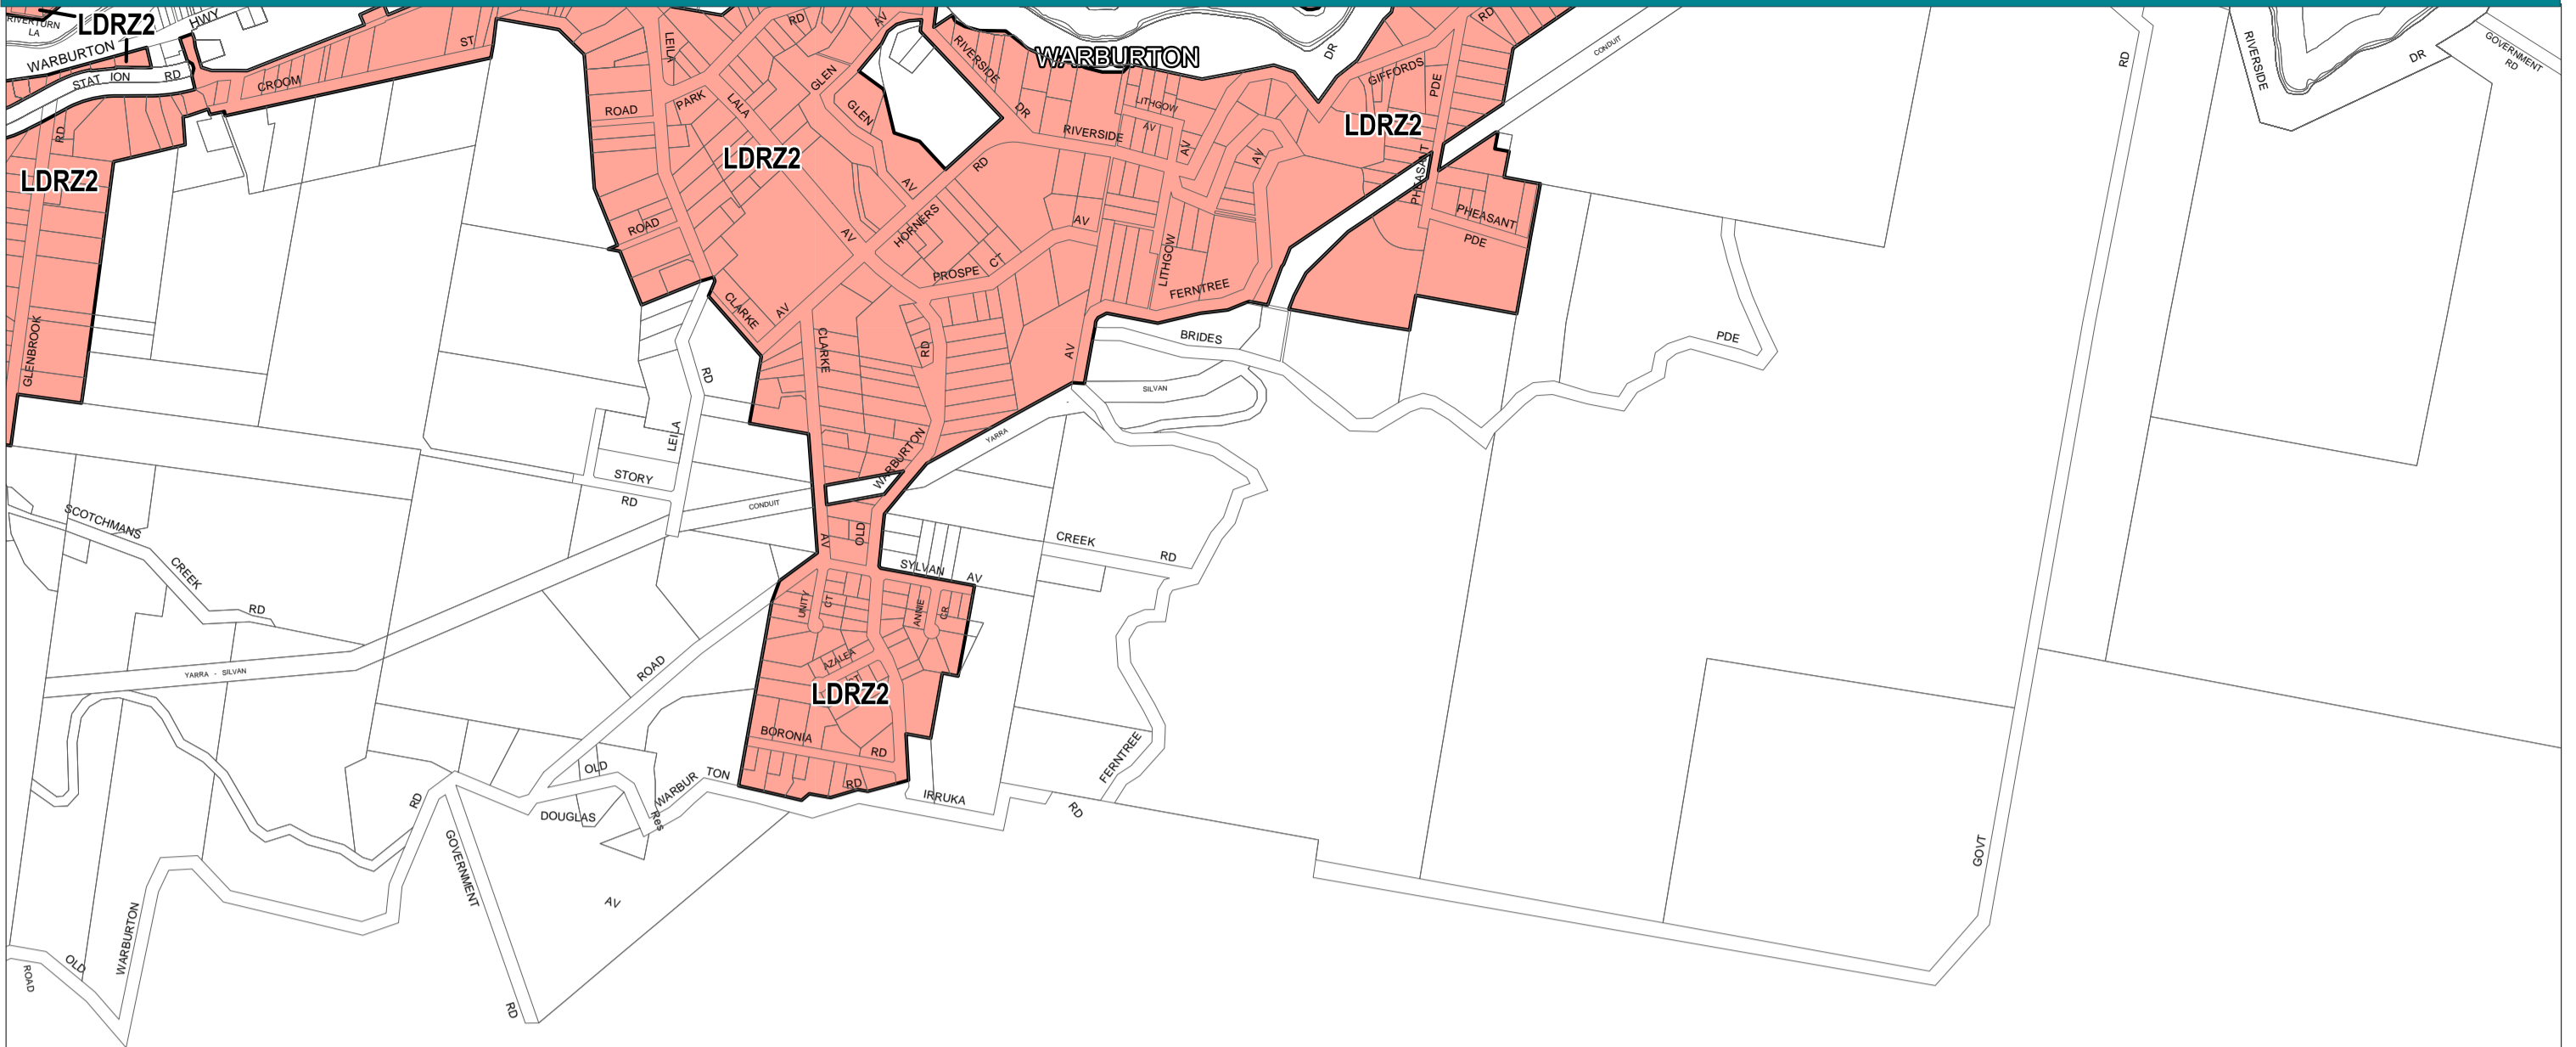 RIVERTURN
LA
LDRZ2
HWY
WARBURTON
STAT ION RD
ST
CROOM
RD
LDRZ2
GLENBROOK
LEILA
RD
AV
ROAD
PARK
LALA
GLEN
GLEN
LDRZ2
AV
ROAD
AV
HORNERS
RD
RIVERSIDE
DR
WARBURTON
DR
RIVERSIDE
LITHGOW
AV
AV
AV
GIFFORDS
PDE
RD
CONDUIT
LDRZ2
PHEASANT
PHEASANT
PDE
AV
LITHGOW
FERNTREE
PROSPE CT
CLARKE
AV
CLARKE
RD
AV
BRIDES
PDE
SILVAN
YARRA
RD
LEILA
STORY
RD
CONDUIT
WARBURTON
AV
OLD
SYLVAN AV
CREEK RD
SCOTCHMANS
CREEK
RD
YARRA - SILVAN
ROAD
UNITY
CT
ANNIE
GR
AZALEA
CT
LDRZ2
BORONIA
RD
RD
OLD
WARBUR TON
DOUGLAS
Res
IRRUKA
FERNTREE
RD
RD
GOVERNMENT
AV
RD
WARBURTON
OLD
ROAD
RD
GOVT
RIVERSIDE
DR
GOVERNMENT
RD